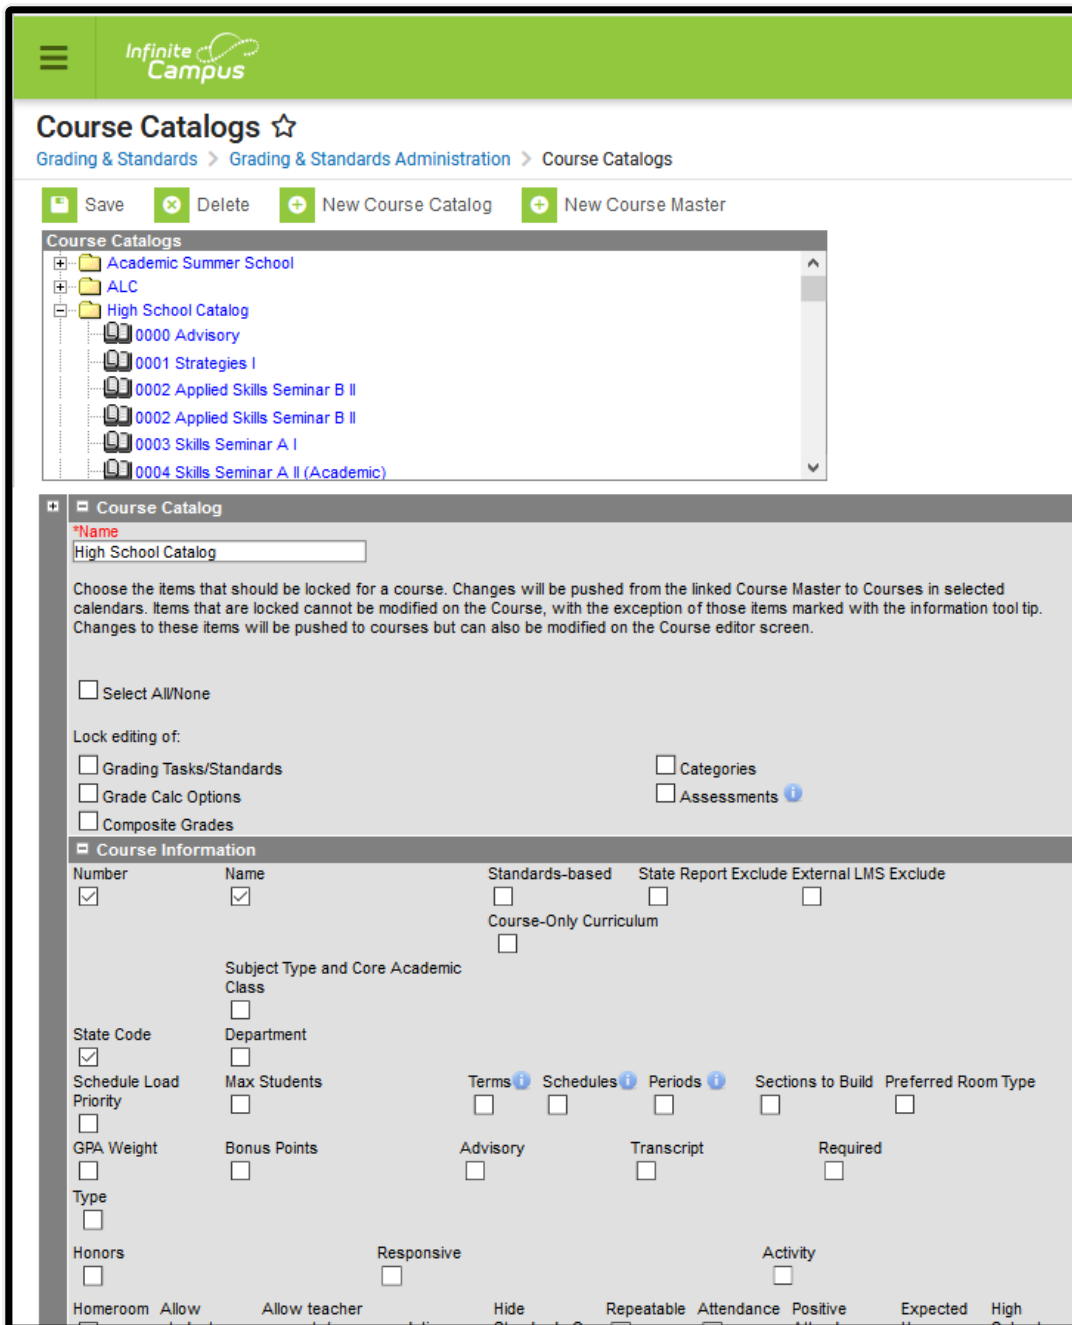 Infinite
Campus
Course Catalogs
Grading & Standards > Grading & Standards Administration > Course Catalogs
Save Delete New Course Catalog New Course Master
Course Catalogs
Academic Summer School
ALC
High School Catalog
0000 Advisory
0001 Strategies I
0002 Applied Skills Seminar B II
0002 Applied Skills Seminar B II
0003 Skills Seminar A I
0004 Skills Seminar A II (Academic)
Course Catalog
*Name
High School Catalog
Choose the items that should be locked for a course. Changes will be pushed from the linked Course Master to Courses in selected
calendars. Items that are locked cannot be modified on the Course, with the exception of those items marked with the information tool tip.
Changes to these items will be pushed to courses but can also be modified on the Course editor screen.
Select All/None
Lock editing of:
Grading Tasks/Standards Categories
Grade Calc Options Assessments
Composite Grades
Course Information
Number Name Standards-based State Report Exclude External LMS Exclude
Course-Only Curriculum
Subject Type and Core Academic
Class
State Code Department
Schedule Load Max Students Terms Schedules Periods Sections to Build Preferred Room Type
Priority
GPA Weight Bonus Points Advisory Transcript Required
Type
Honors Responsive Activity
Homeroom Allow Allow teacher Hide Repeatable Attendance Positive Expected High